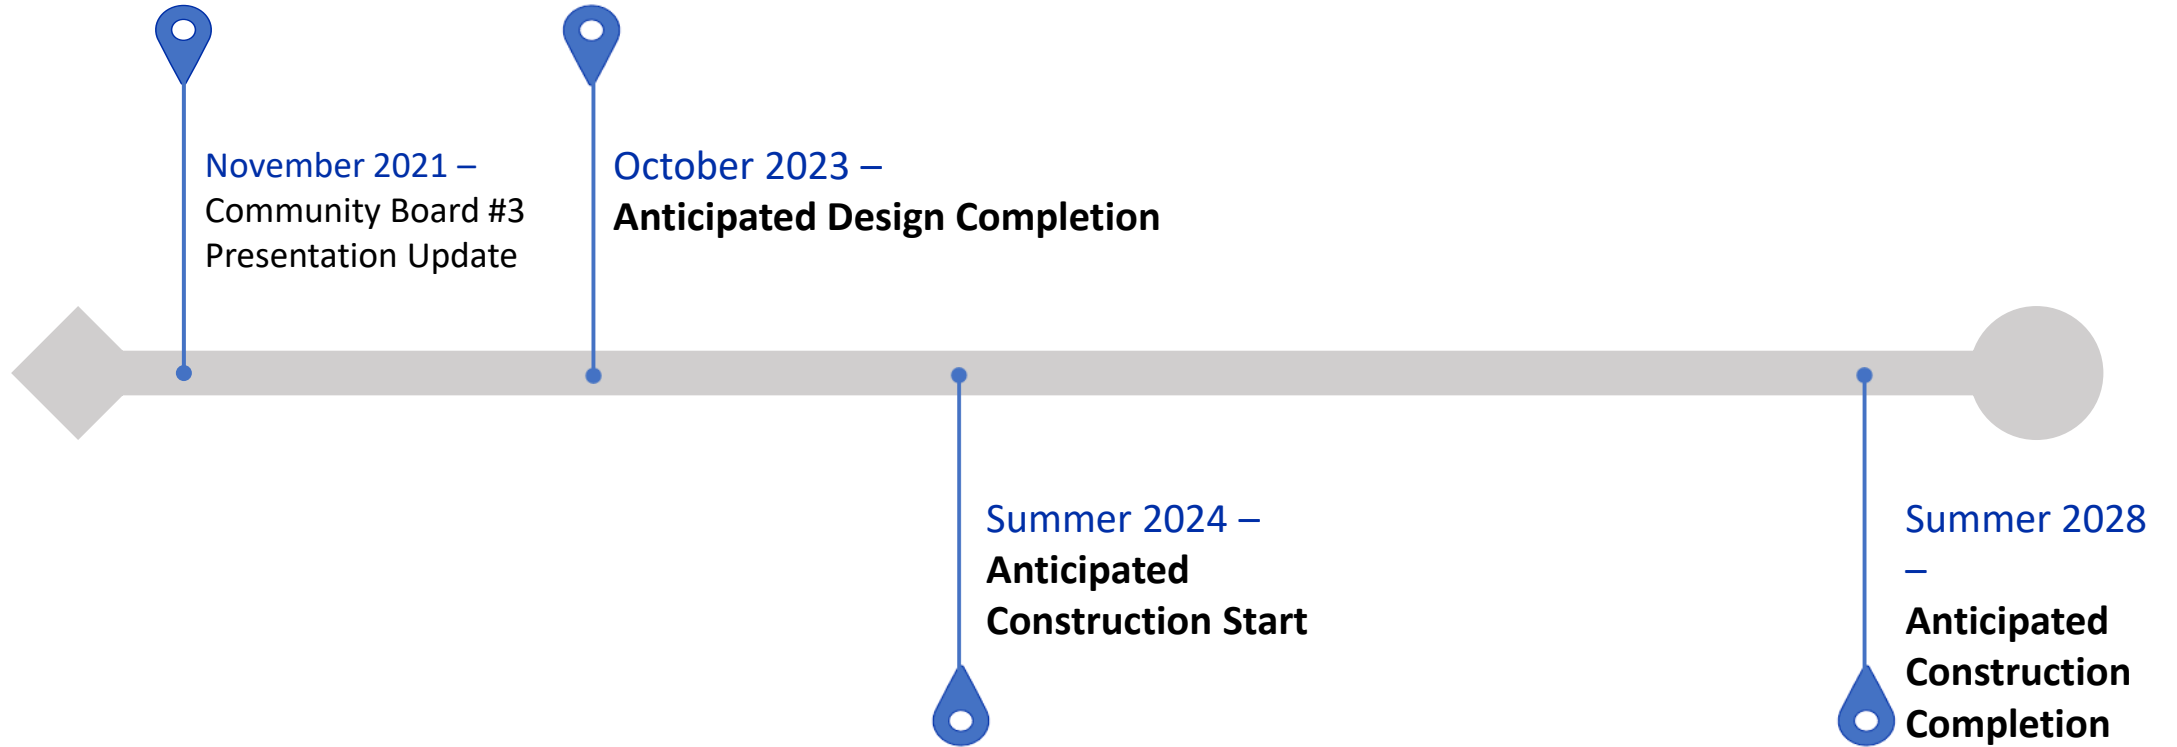 November 2021 –
Community Board #3
Presentation Update
October 2023 –
Anticipated Design Completion
Summer 2024 –
Anticipated
Construction Start
Summer 2028
–
Anticipated
Construction
Completion